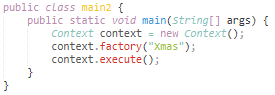 public class main2 {
    public static void main(String[] args) {
        Context context = new Context();
        context.factory("Xmas");
        context.execute();
    }
}